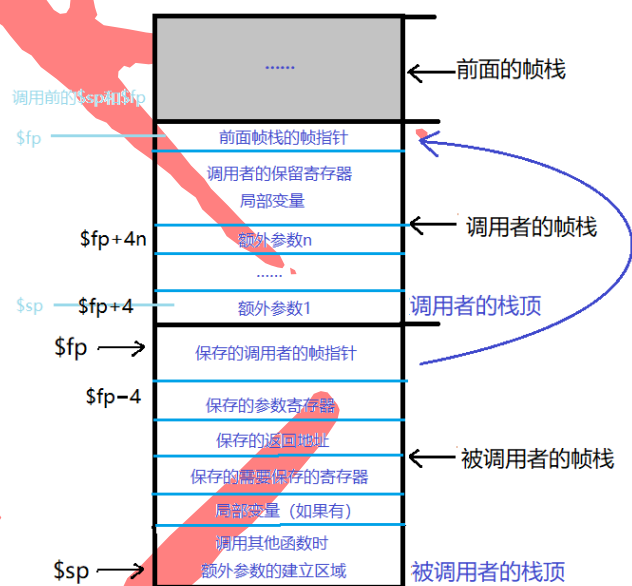 ……
前面的帧栈
调用前的$sp和$fp
$fp
前面帧栈的帧指针
调用者的保留寄存器
局部变量
调用者的帧栈
$fp+4n
额外参数n
……
$sp
$fp+4
额外参数1
调用者的栈顶
$fp
保存的调用者的帧指针
$fp-4
保存的参数寄存器
保存的返回地址
被调用者的帧栈
保存的需要保存的寄存器
局部变量（如果有）
调用其他函数时
$sp
额外参数的建立区域
被调用者的栈顶